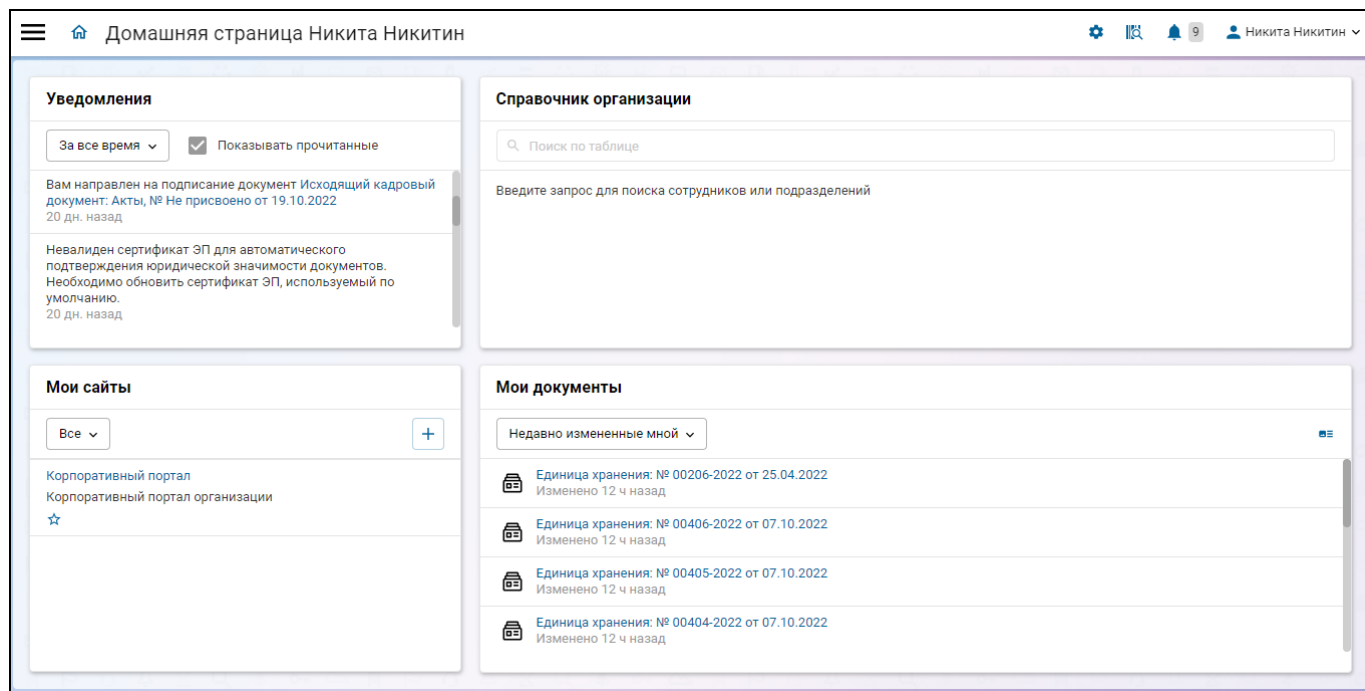 Домашняя страница Никита Никитин
9
Никита Никитин
Уведомления
За все время
Показывать прочитанные
Вам направлен на подписание документ Исходящий кадровый
документ: Акты, № Не присвоено от 19.10.2022
20 дн. назад
Невалиден сертификат ЭП для автоматического
подтверждения юридической значимости документов.
Необходимо обновить сертификат ЭП, используемый по
умолчанию.
20 дн. назад
Справочник организации
Поиск по таблице
Введите запрос для поиска сотрудников или подразделений
Мои сайты
Все
Корпоративный портал
Корпоративный портал организации
Мои документы
Недавно измененные мной
Единица хранения: № 00206-2022 от 25.04.2022
Изменено 12 ч назад
Единица хранения: № 00406-2022 от 07.10.2022
Изменено 12 ч назад
Единица хранения: № 00405-2022 от 07.10.2022
Изменено 12 ч назад
Единица хранения: № 00404-2022 от 07.10.2022
Изменено 12 ч назад